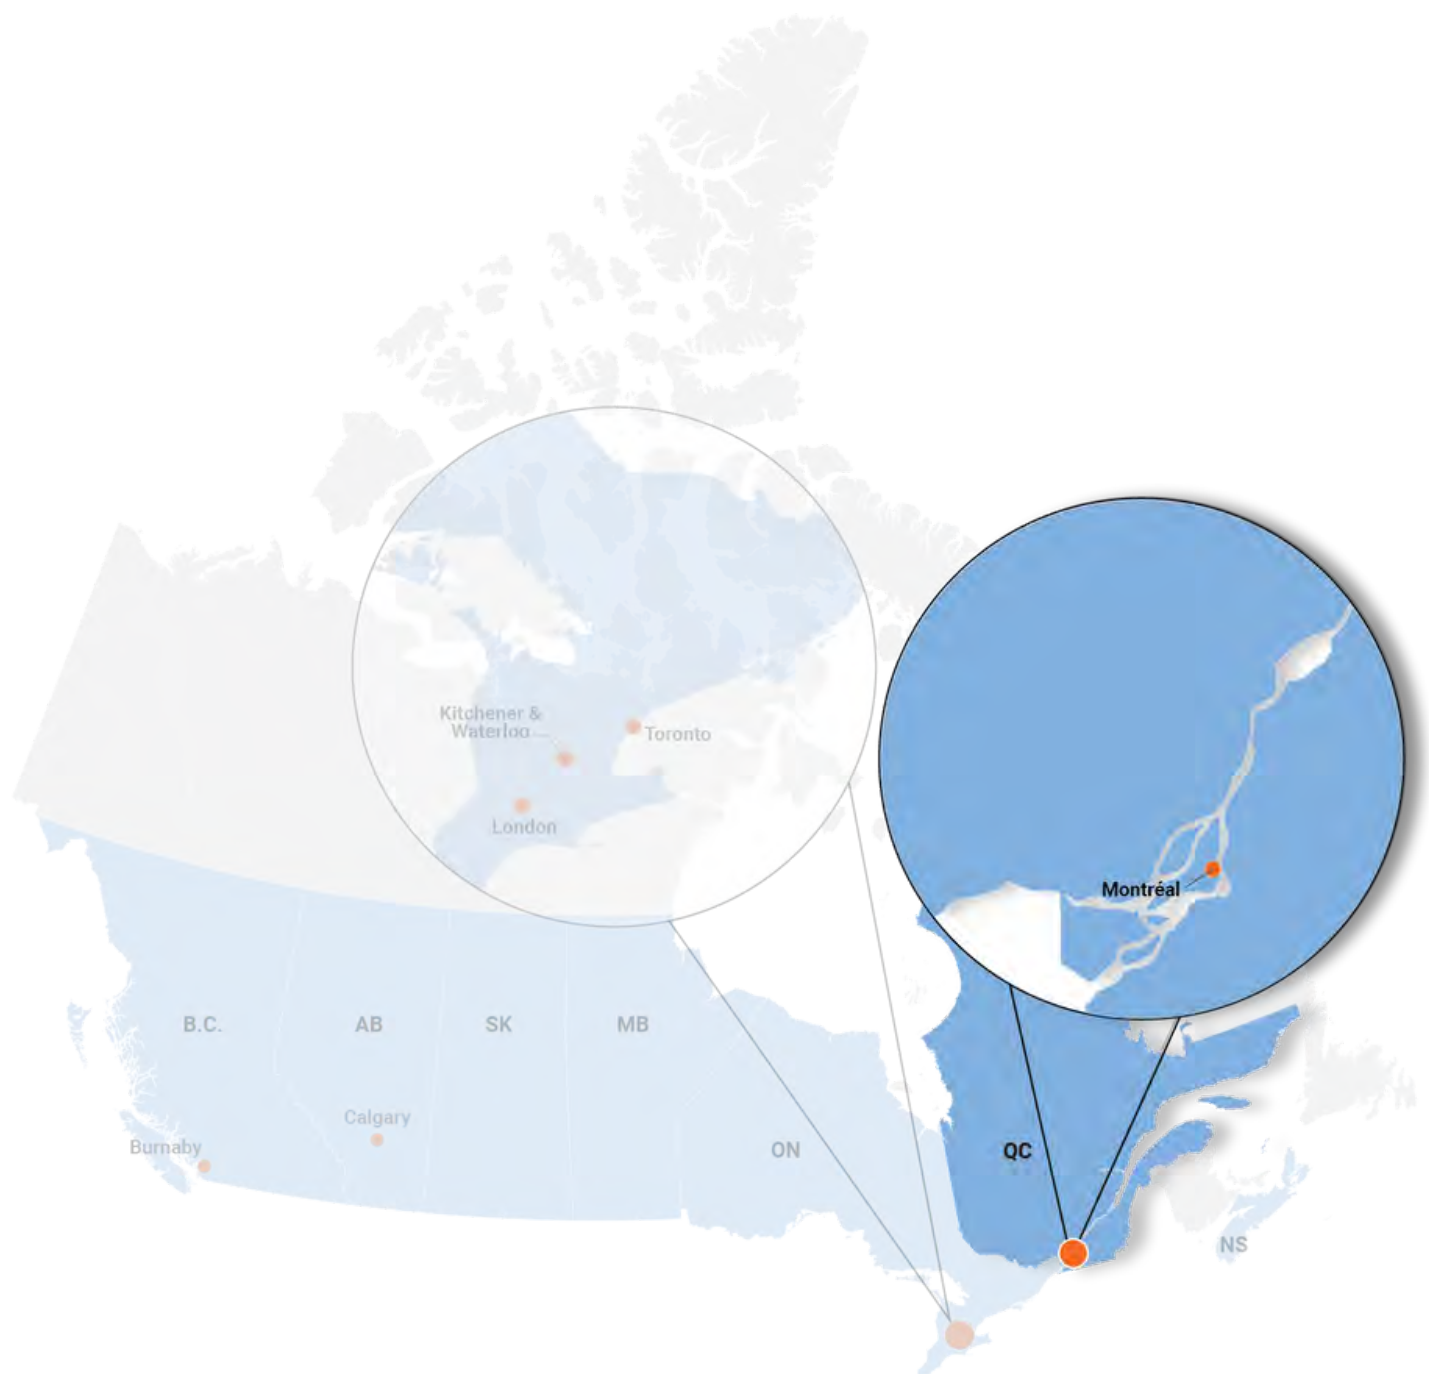 Kitchener &
Waterloo
Toronto
London
Montréal
B.C.
AB
SK
MB
Calgary
Burnaby
ON
QC
NS